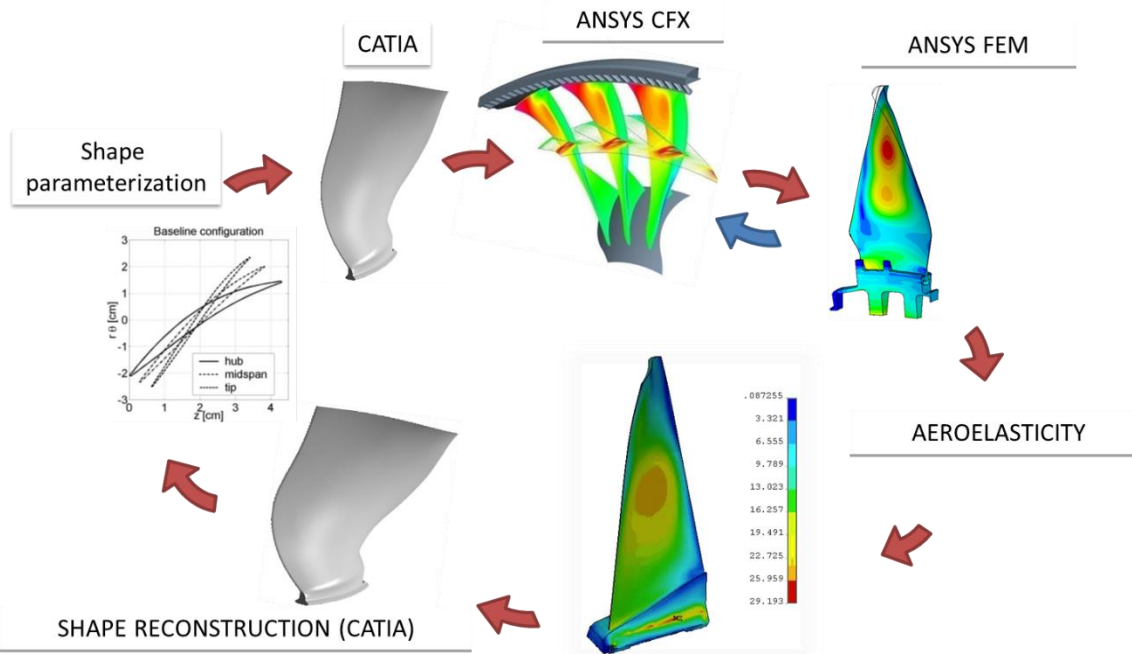 ANSYS CFX
CATIA
ANSYS FEM
Shape
parameterization
Baseline configuration
3
2
1
0
-1
-2
-3
r θ [cm]
hub
midspan
tip
0
1
2
3
4
z [cm]
.087255
3.321
6.555
9.789
13.023
16.257
19.491
22.725
25.959
29.193
AEROELASTICITY
SHAPE RECONSTRUCTION (CATIA)